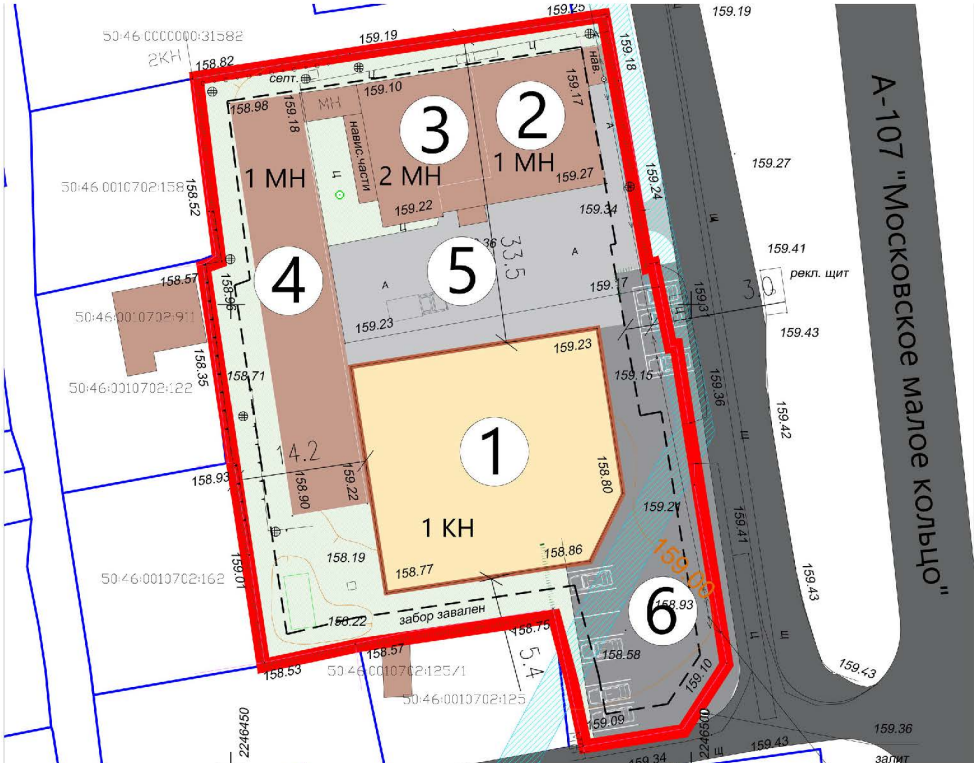 159.25
159.19
50:46:0000000:31582
159.19
2КН
158.82
159.18
септ.
Ц
нав.
158.98
159.18
МН
159.10
159.17
3
2
А
навис.части
159.27
1 МН
2 МН
1 МН
Ц
159.27
159.24
50:46:0010702:158
158.52
159.22
159.34
Щ
Ц
33.5
5
А
159.41
4
рекл. щит
158.57
158.96
А
159.17
3.0
50:46:0010702:911
159.23
159.43
159.23
158.35
А-107 "Московское малое кольцо"
50:46:0010702:122
158.71
159.15
159.36
159.42
1
Щ
14.2
158.93
159.22
158.80
158.90
159.21
1 КН
159.41
158.19
158.86
159.09
159.01
50:46:0010702:162
158.77
159.43
6
158.93
158.22
забор завален
158.75
Ц
Щ
158.57
5.4
158.58
158.53
50:46:0010702:125/1
159.10
159.43
50:46:0010702:125
2246450
159.09
2246500
159.36
Щ
159.43
159.34
залит